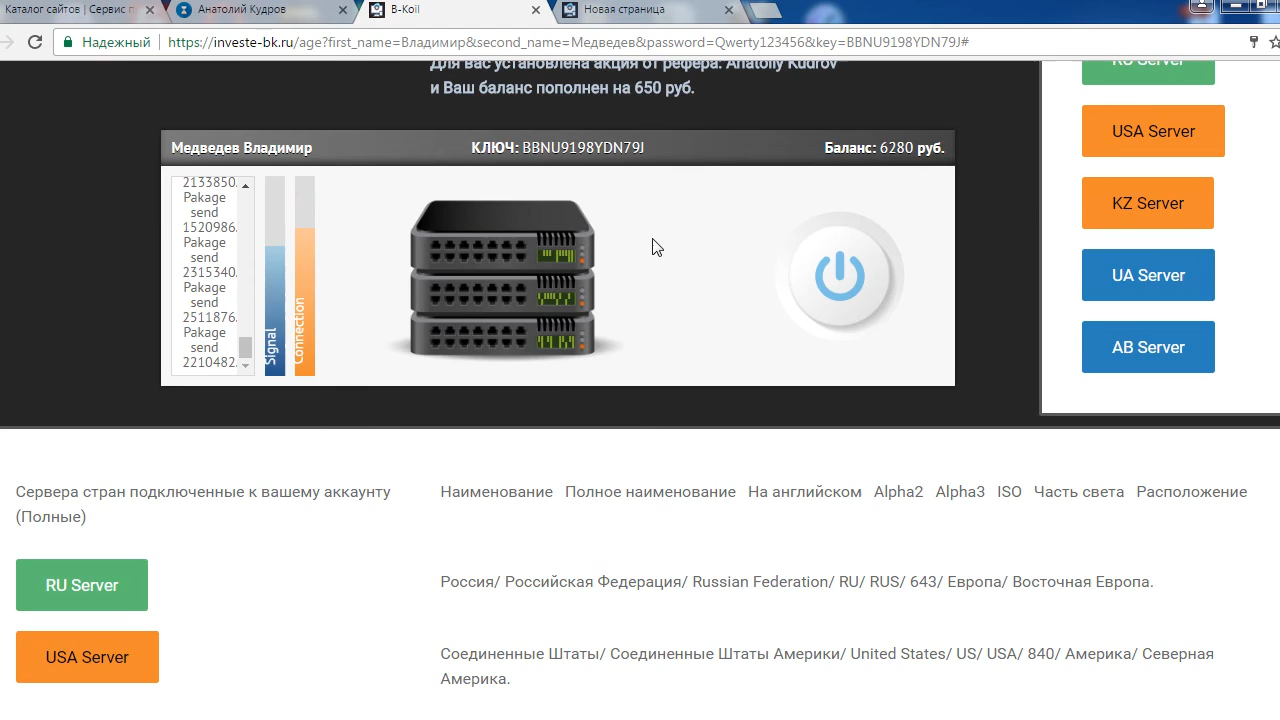 Каталог сайтов | Сервис п
Анатолий Кудров
B-Koil
Новая страница
Надежный
https://investe-bk.ru/age?first_name=Владимир&second_name=Медведев&password=Qwerty123456&key=BBNU9198YDN79J#
Для вас установлена акция от рефера: Anatoliy Kudrov
и Ваш баланс пополнен на 650 руб.
RU Server
USA Server
KZ Server
UA Server
AB Server
Медведев Владимир
КЛЮЧ: BBNU9198YDN79J
Баланс: 6280 руб.
2133850.
Pakage
send
1520986.
Pakage
send
2315340.
Pakage
send
2511876.
Pakage
send
2210482.
Signal
Connection
Сервера стран подключенные к вашему аккаунту
(Полные)
Наименование Полное наименование На английском Alpha2 Alpha3 ISO Часть света Расположение
RU Server
Россия/ Российская Федерация/ Russian Federation/ RU/ RUS/ 643/ Европа/ Восточная Европа.
USA Server
Соединенные Штаты/ Соединенные Штаты Америки/ United States/ US/ USA/ 840/ Америка/ Северная
Америка.